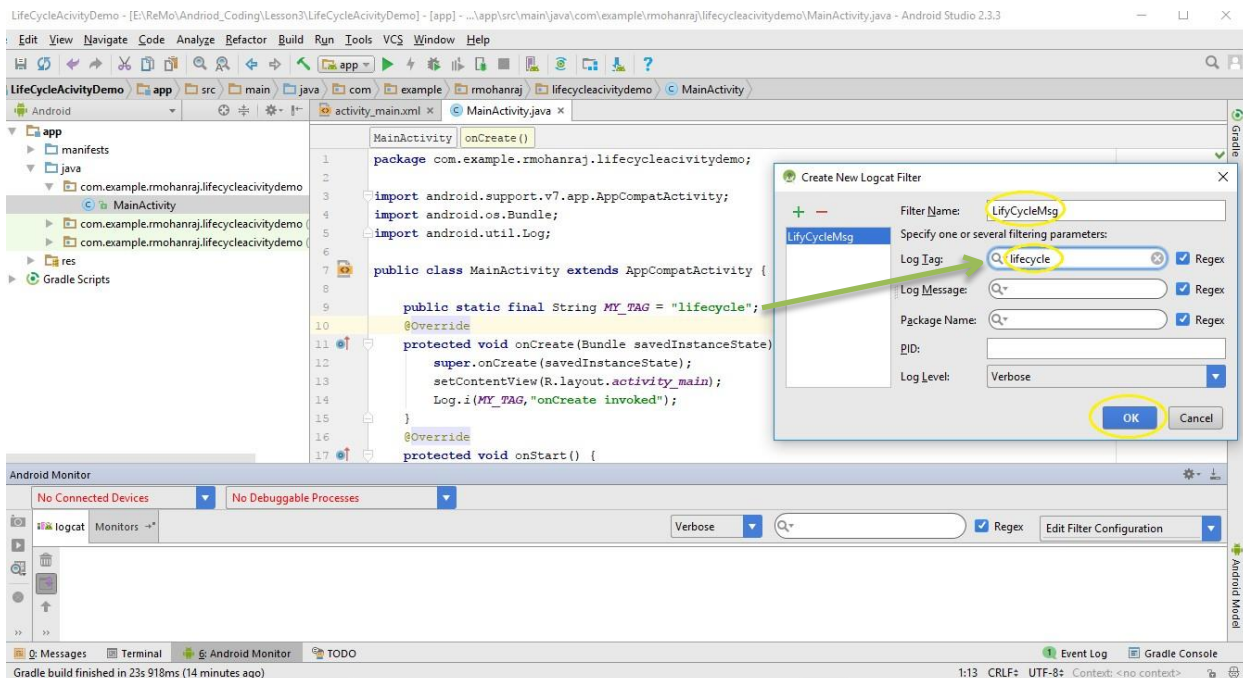 LifeCycleAcivityDemo - [E:\ReMo\Andriod_Coding\Lesson3\LifeCycleAcivityDemo] - [app] - ...\app\src\main\java\com\example\rmohanraj\lifecycleacivitydemo\MainActivity.java - Android Studio 2.3.3
Edit View Navigate Code Analyze Refactor Build Run Tools VCS Window Help
app
LifeCycleAcivityDemo app src main java com example rmohanraj lifecycleacivitydemo MainActivity
Android
activity_main.xml MainActivity.java
app
manifests
java
com.example.rmohanraj.lifecycleacivitydemo
MainActivity
com.example.rmohanraj.lifecycleacivitydemo (
com.example.rmohanraj.lifecycleacivitydemo (
res
Gradle Scripts
MainActivity onCreate()
1 package com.example.rmohanraj.lifecycleacivitydemo;
2
3 import android.support.v7.app.AppCompatActivity;
4 import android.os.Bundle;
5 import android.util.Log;
6
7 public class MainActivity extends AppCompatActivity {
8
9 public static final String MY_TAG = "lifecycle";
10 @Override
11 protected void onCreate(Bundle savedInstanceState)
12 super.onCreate(savedInstanceState);
13 setContentView(R.layout.activity_main);
14 Log.i(MY_TAG,"onCreate invoked");
15 }
16 @Override
17 protected void onStart() {
Create New Logcat Filter
LifyCycleMsg
Filter Name: LifyCycleMsg
Specify one or several filtering parameters:
Log Tag: lifecycle Regex
Log Message: Regex
Package Name: Regex
PID:
Log Level: Verbose
OK Cancel
Gradle
Android Monitor
No Connected Devices No Debuggable Processes
logcat Monitors Verbose Regex Edit Filter Configuration
Android Model
0: Messages Terminal 6: Android Monitor TODO 1 Event Log Gradle Console
Gradle build finished in 23s 918ms (14 minutes ago) 1:13 CRLF UTF-8 Context: <no context>